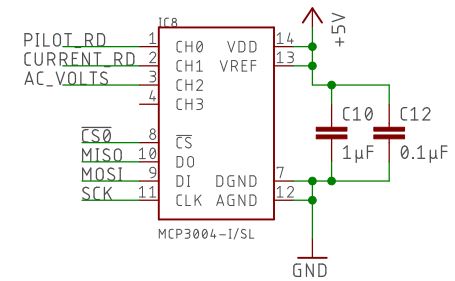 IC8
+5V
PILOT_RD 1 CH0 VDD 14
CURRENT_RD 2 CH1 VREF 13
AC_VOLTS 3 CH2
4 CH3
C10 C12
1µF 0.1µF
CS0 8 CS
MISO 10 DO
MOSI 9 DI DGND 7
SCK 11 CLK AGND 12
MCP3004-I/SL
GND